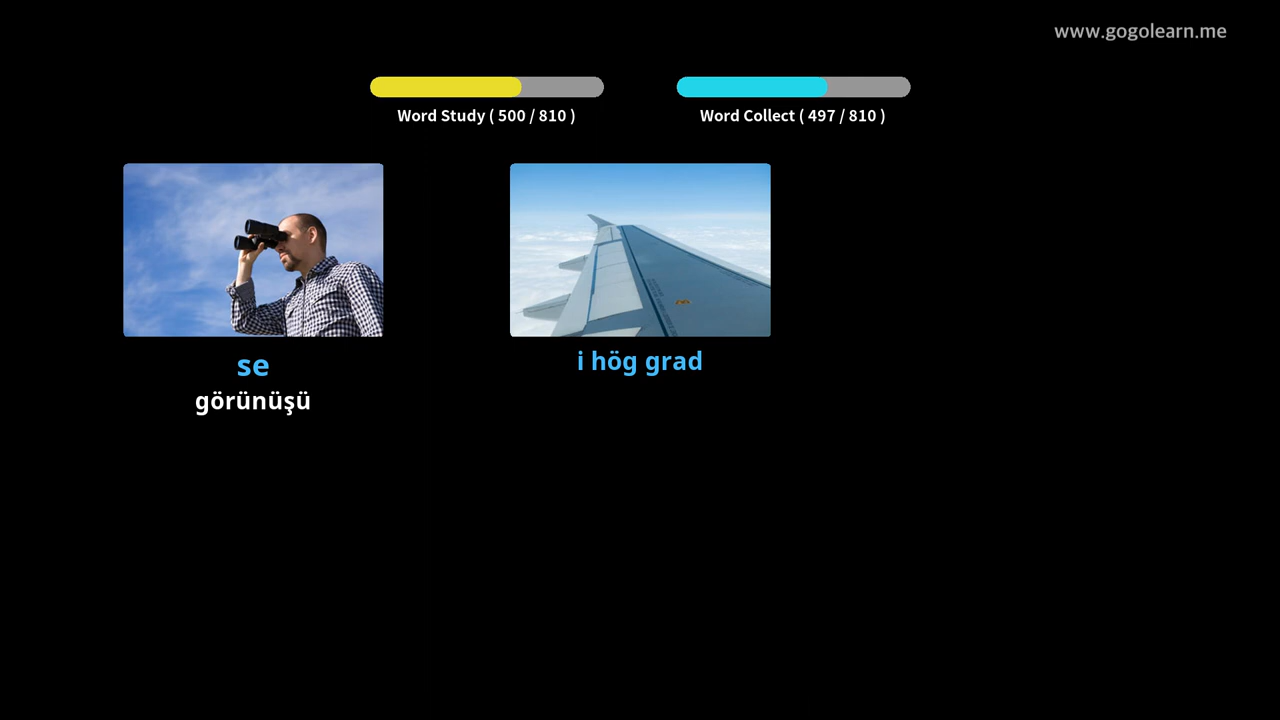 www.gogolearn.me
Word Study ( 500 / 810 )
Word Collect ( 497 / 810 )
se
görünüşü
i hög grad